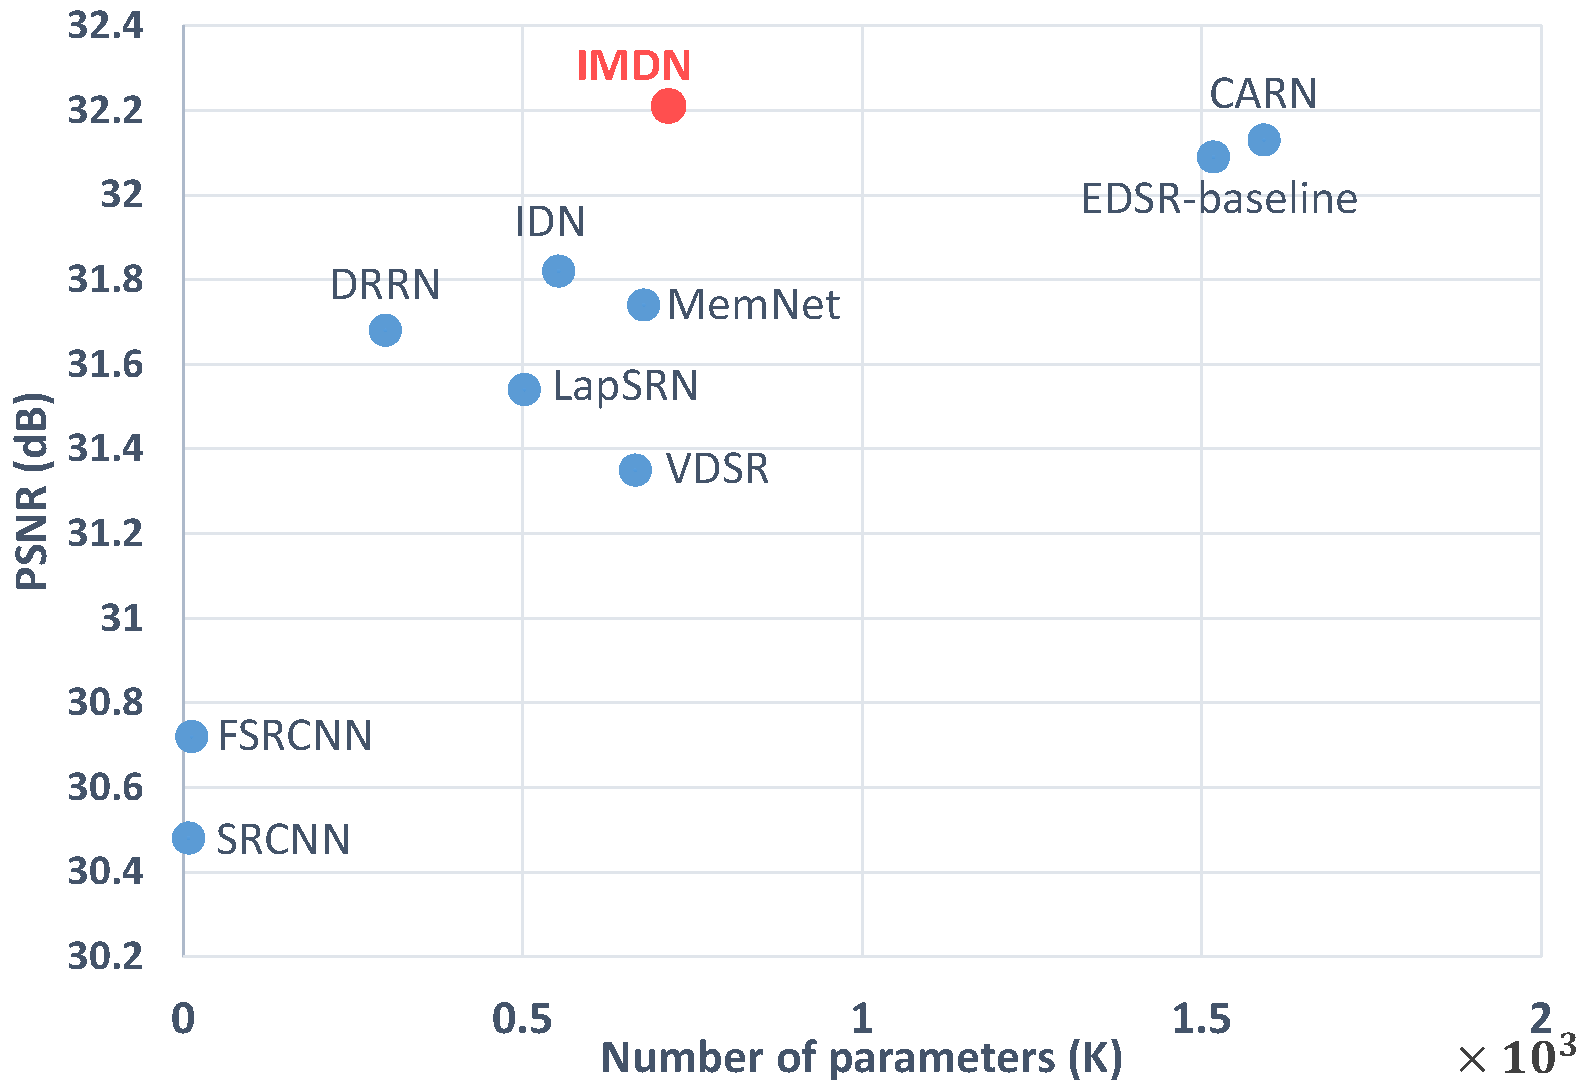 32.4
IMDN
CARN
32.2
32
EDSR-baseline
IDN
DRRN
31.8
MemNet
31.6
LapSRN
31.4
VDSR
31.2
PSNR (dB)
31
30.8
FSRCNN
30.6
SRCNN
30.4
30.2
0 0.5 1 1.5 2
Number of parameters (K)
× 10³